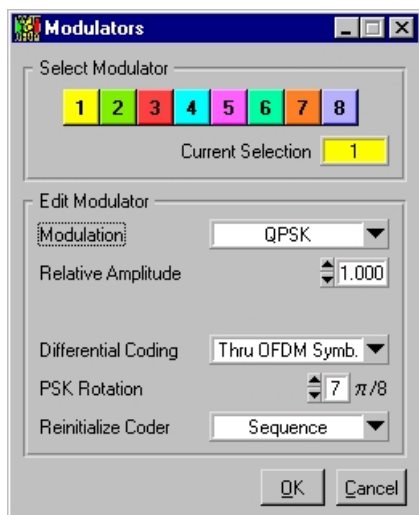 Modulators
Select Modulator
1 2 3 4 5 6 7 8
Current Selection 1
Edit Modulator
Modulation QPSK
Relative Amplitude 1.000
Differential Coding Thru OFDM Symb.
PSK Rotation 7 π/8
Reinitialize Coder Sequence
OK Cancel